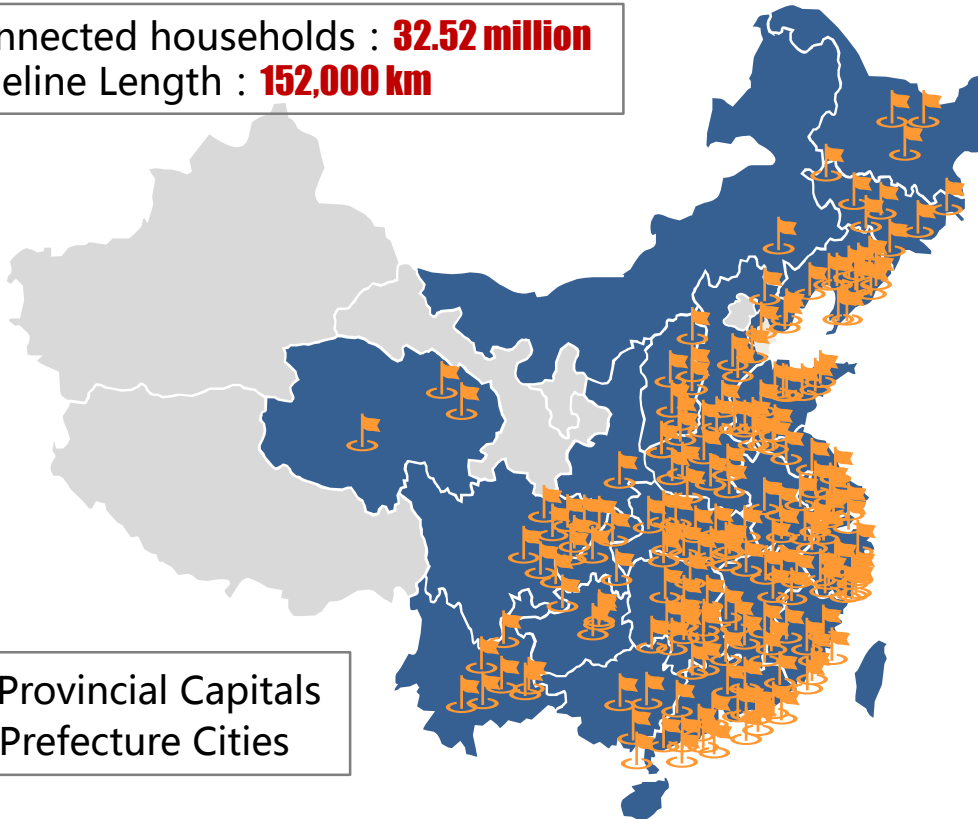 nnected households：32.52 million
eline Length：152,000 km
Provincial Capitals
Prefecture Cities